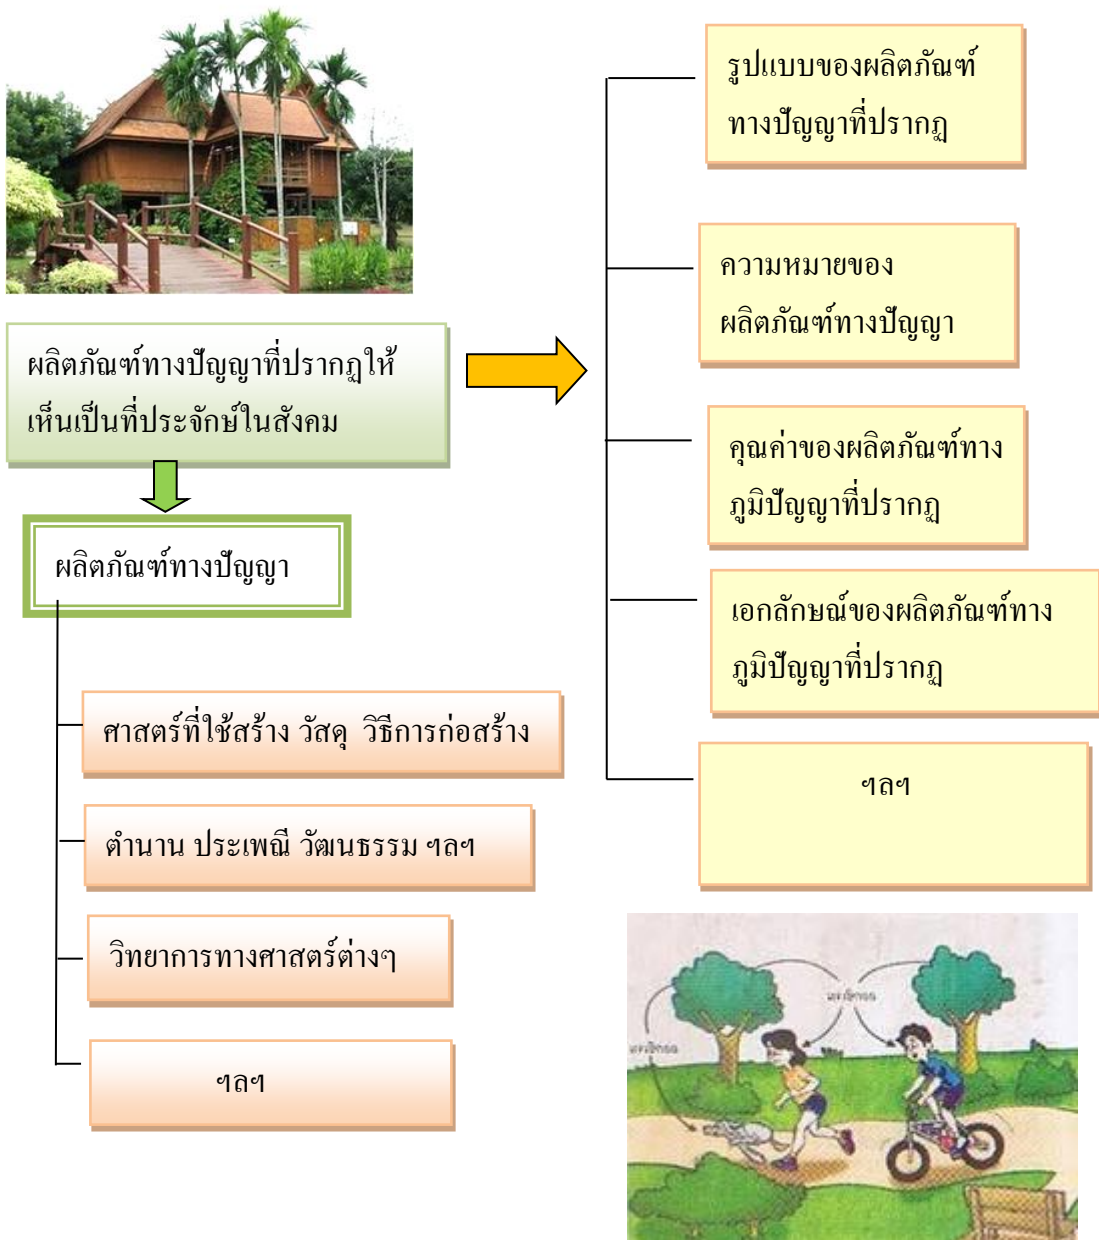 ผลิตภัณฑ์ทางปัญญาที่ปรากฏให้
เห็นเป็นที่ประจักษ์ในสังคม
ผลิตภัณฑ์ทางปัญญา
ศาสตร์ที่ใช้สร้าง วัสดุ วิธีการก่อสร้าง
ตำนาน ประเพณี วัฒนธรรม ฯลฯ
วิทยาการทางศาสตร์ต่างๆ
ฯลฯ
รูปแบบของผลิตภัณฑ์
ทางปัญญาที่ปรากฏ
ความหมายของ
ผลิตภัณฑ์ทางปัญญา
คุณค่าของผลิตภัณฑ์ทาง
ภูมิปัญญาที่ปรากฏ
เอกลักษณ์ของผลิตภัณฑ์ทาง
ภูมิปัญญาที่ปรากฏ
ฯลฯ